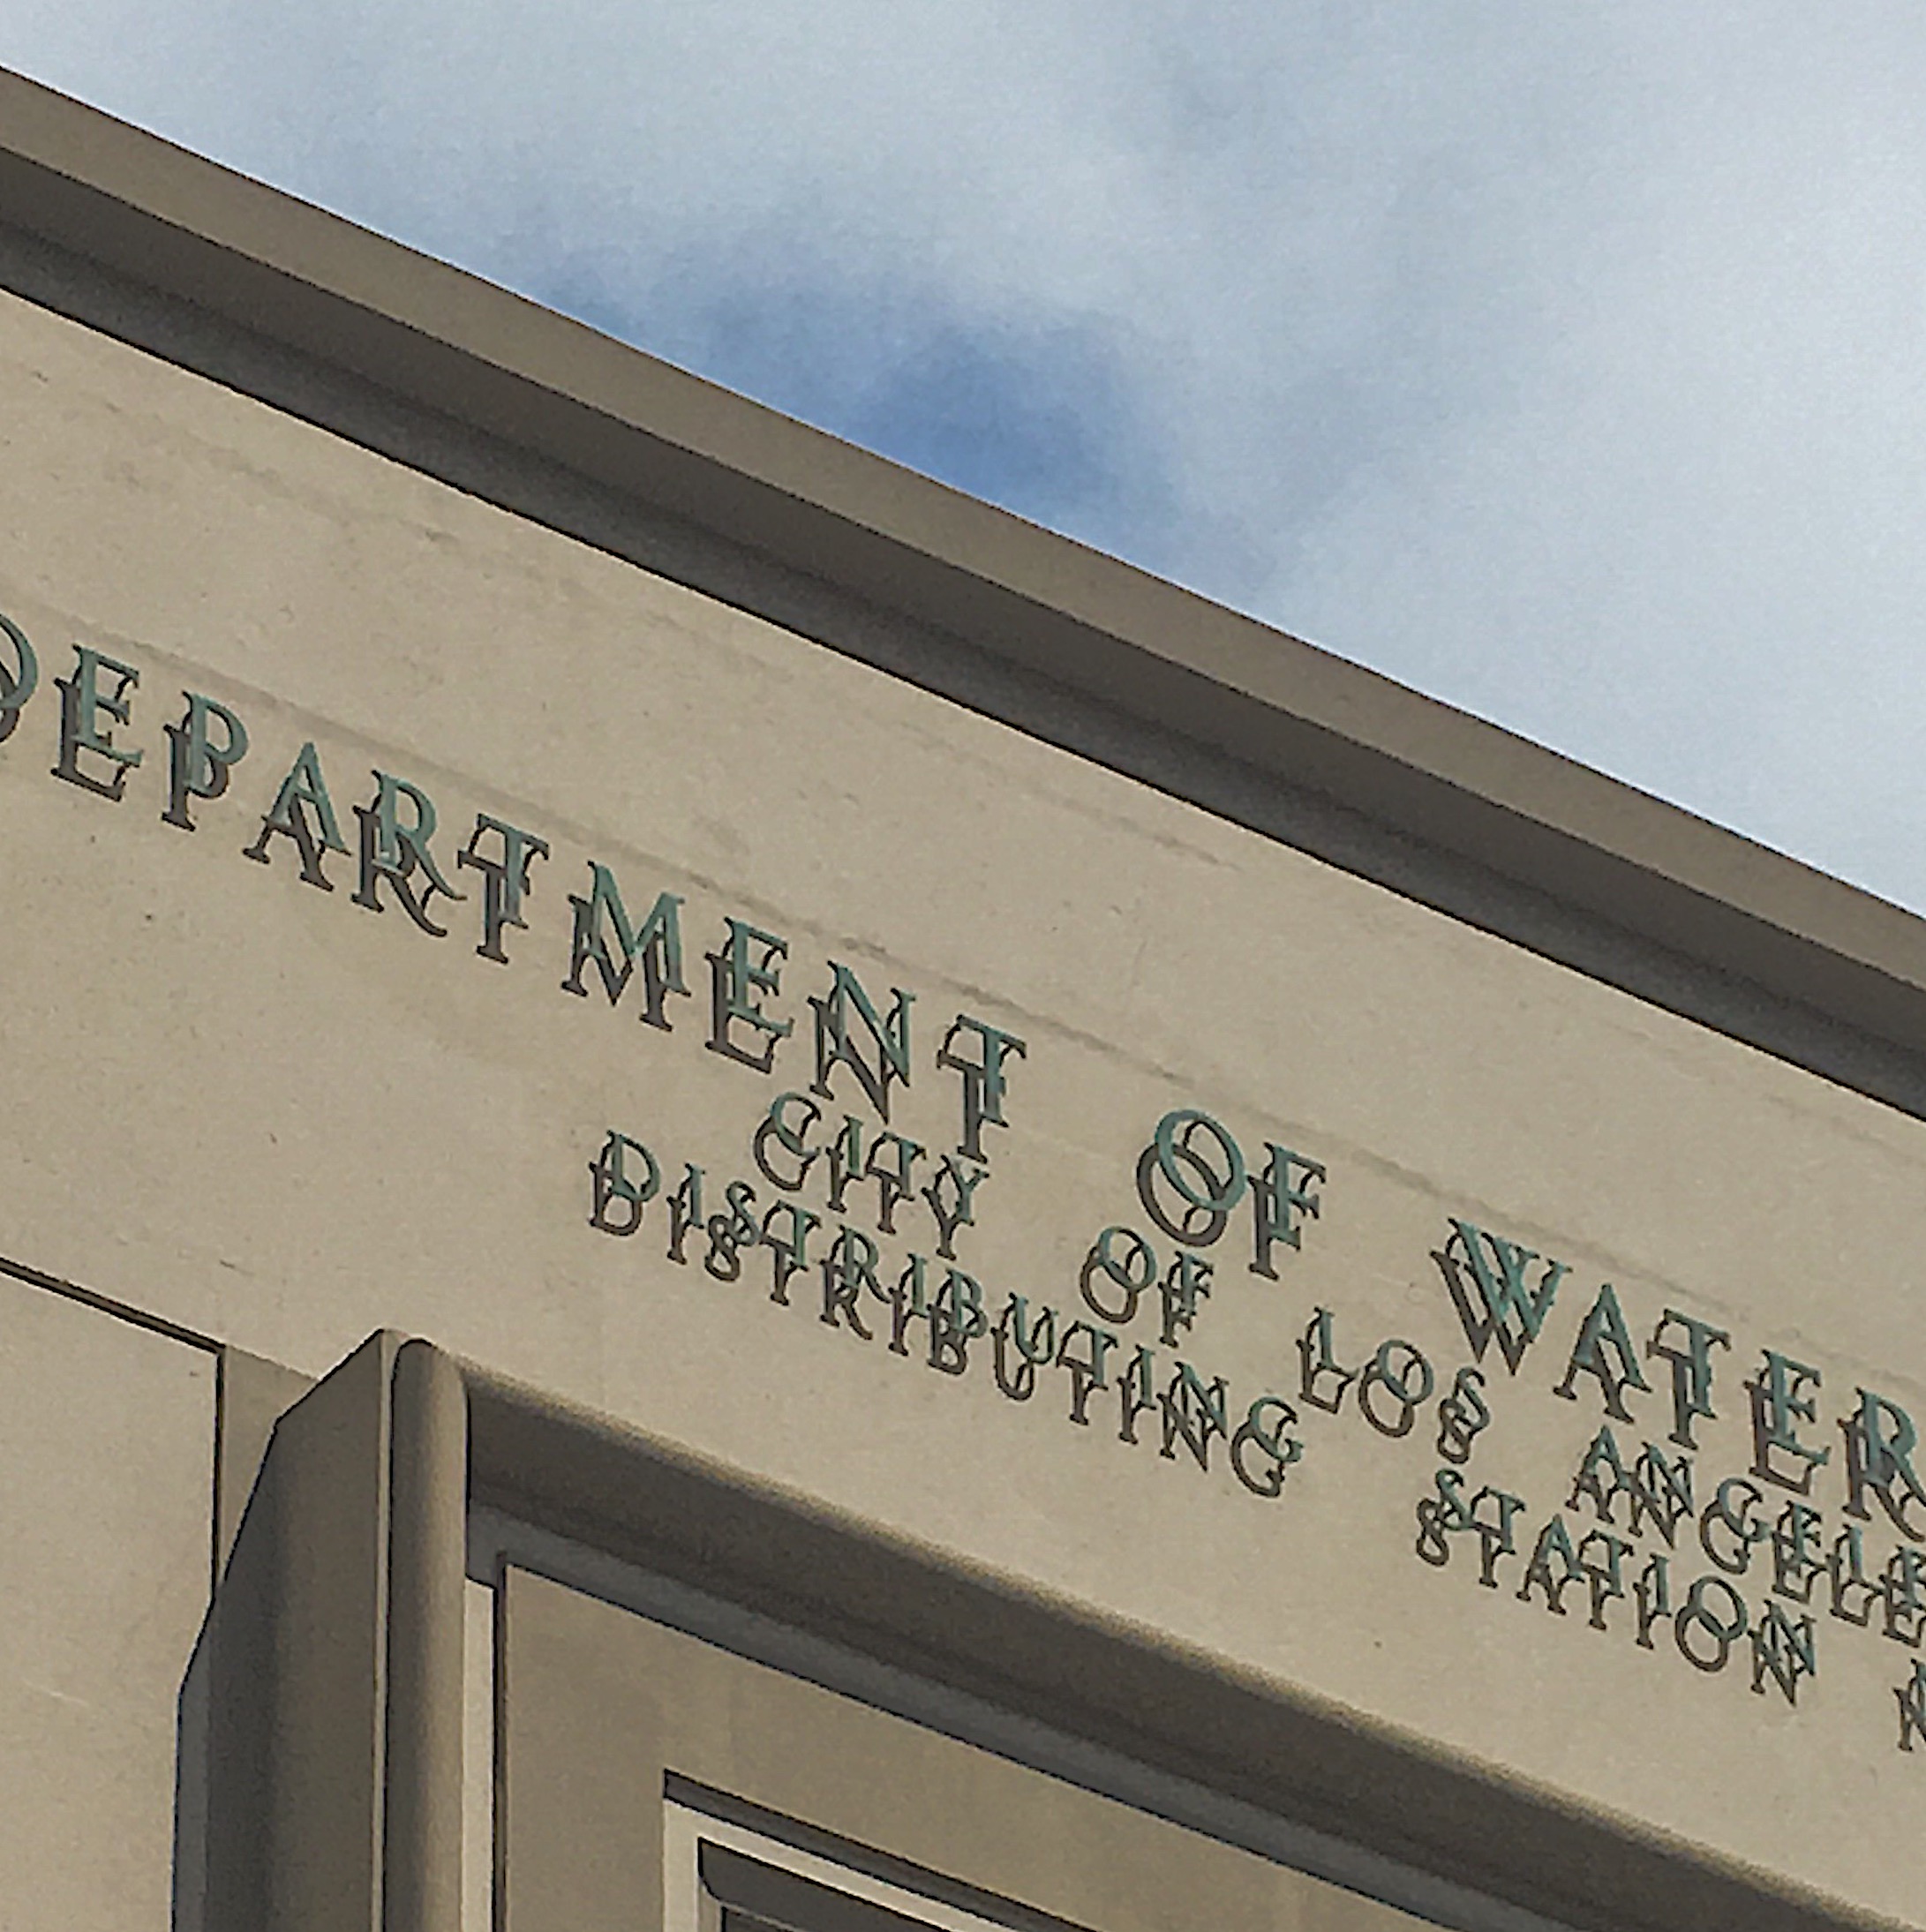 DEPARTMENT OF WATER
CITY OF LOS ANGELE
DISTRIBUTING STATION